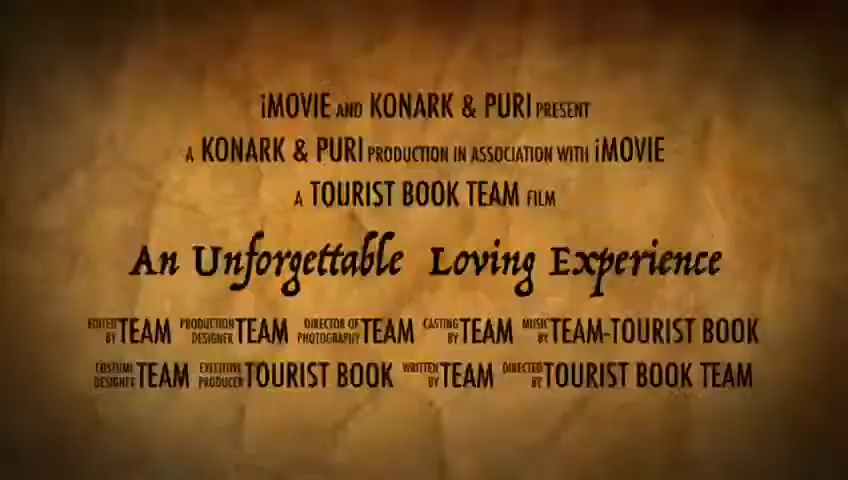 iMOVIE AND KONARK & PURI PRESENT
A KONARK & PURI PRODUCTION IN ASSOCIATION WITH iMOVIE
A TOURIST BOOK TEAM FILM
An Unforgettable Loving Experience
EDITED BY TEAM PRODUCTION DESIGNER TEAM DIRECTOR OF PHOTOGRAPHY TEAM CASTING BY TEAM MUSIC BY TEAM-TOURIST BOOK
COSTUME DESIGNER TEAM EXECUTIVE PRODUCER TOURIST BOOK WRITTEN BY TEAM DIRECTED BY TOURIST BOOK TEAM